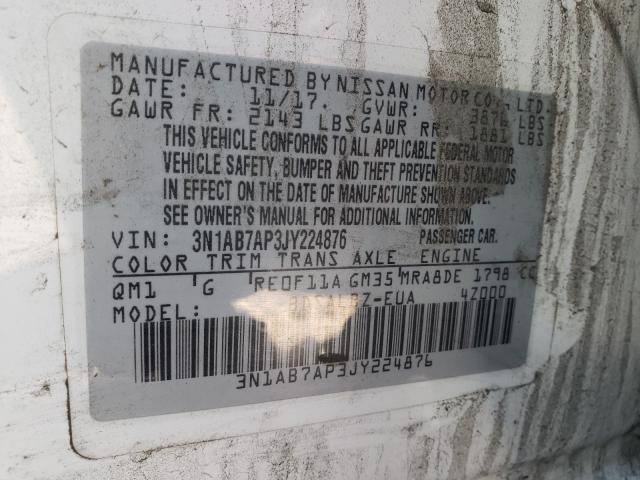 MANUFACTURED BY NISSAN MOTOR CO., LTD.
DATE: 11/17. GVWR: 3876 LBS
GAWR FR: 2143 LBS GAWR RR: 1881 LBS
THIS VEHICLE CONFORMS TO ALL APPLICABLE FEDERAL MOTOR
VEHICLE SAFETY, BUMPER AND THEFT PREVENTION STANDARDS
IN EFFECT ON THE DATE OF MANUFACTURE SHOWN ABOVE.
SEE OWNER'S MANUAL FOR ADDITIONAL INFORMATION.
VIN: 3N1AB7AP3JY224876 PASSENGER CAR.
COLOR TRIM TRANS AXLE ENGINE
QM1 G RE0F11A GM35 MRA8DE 1798 CC
MODEL: 42000
3N1AB7AP3JY224876